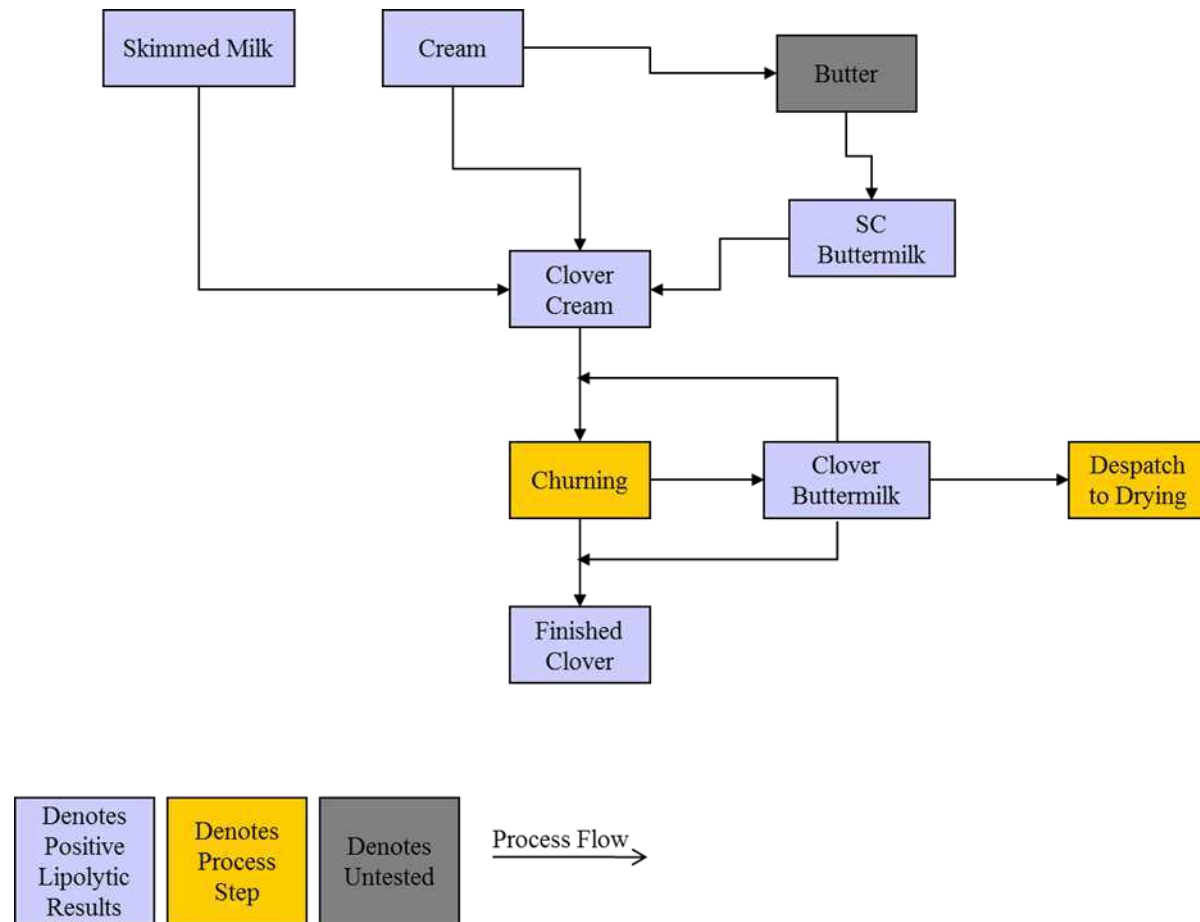 Skimmed Milk
Cream
Butter
SC
Buttermilk
Clover
Cream
Churning
Clover
Buttermilk
Despatch
to Drying
Finished
Clover
Denotes
Positive
Lipolytic
Results
Denotes
Process
Step
Denotes
Untested
Process Flow